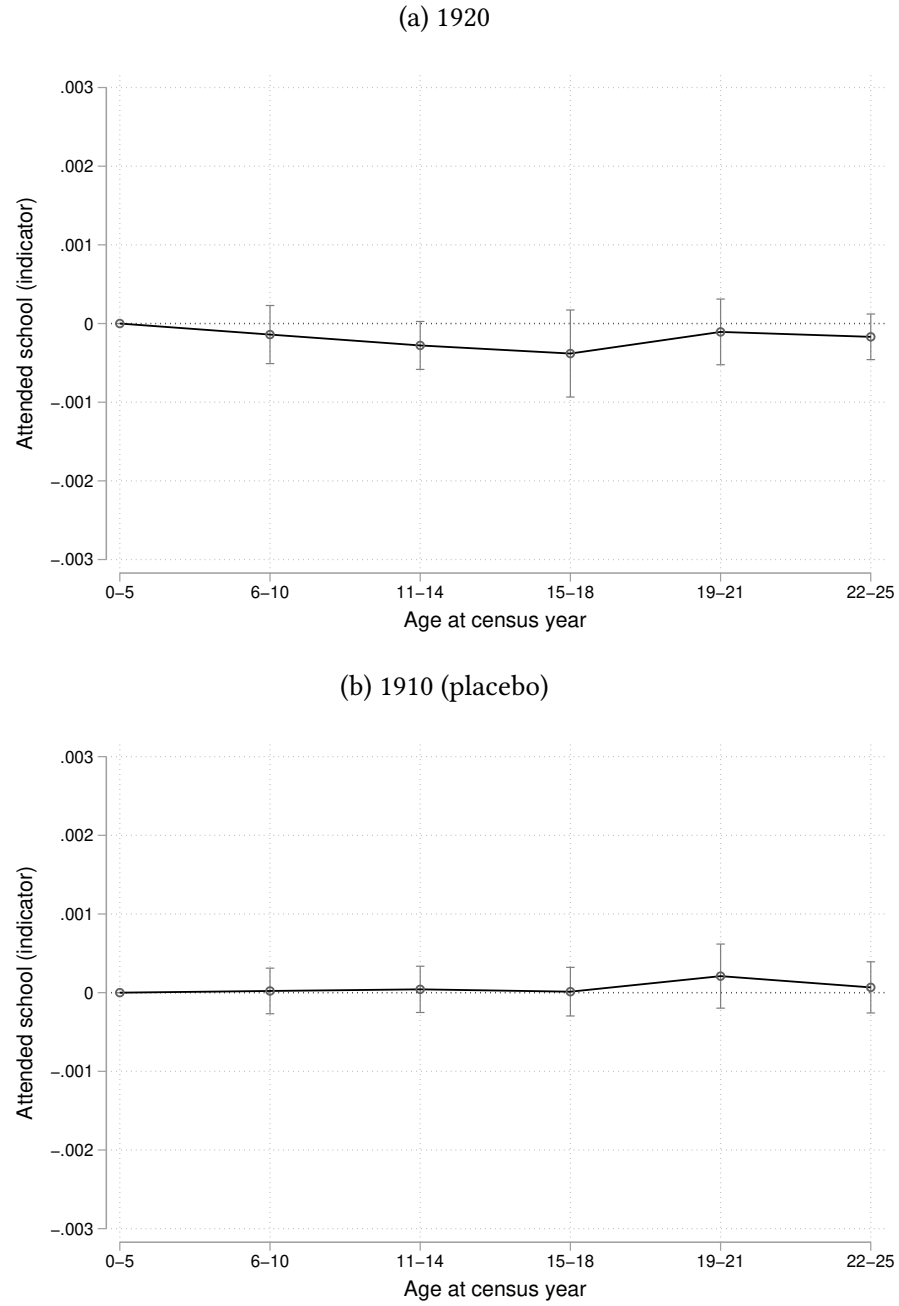 (a) 1920
.003
.002
.001
0
−.001
−.002
−.003
Attended school (indicator)
0−5 6−10 11−14 15−18 19−21 22−25
Age at census year
(b) 1910 (placebo)
.003
.002
.001
0
−.001
−.002
−.003
Attended school (indicator)
0−5 6−10 11−14 15−18 19−21 22−25
Age at census year